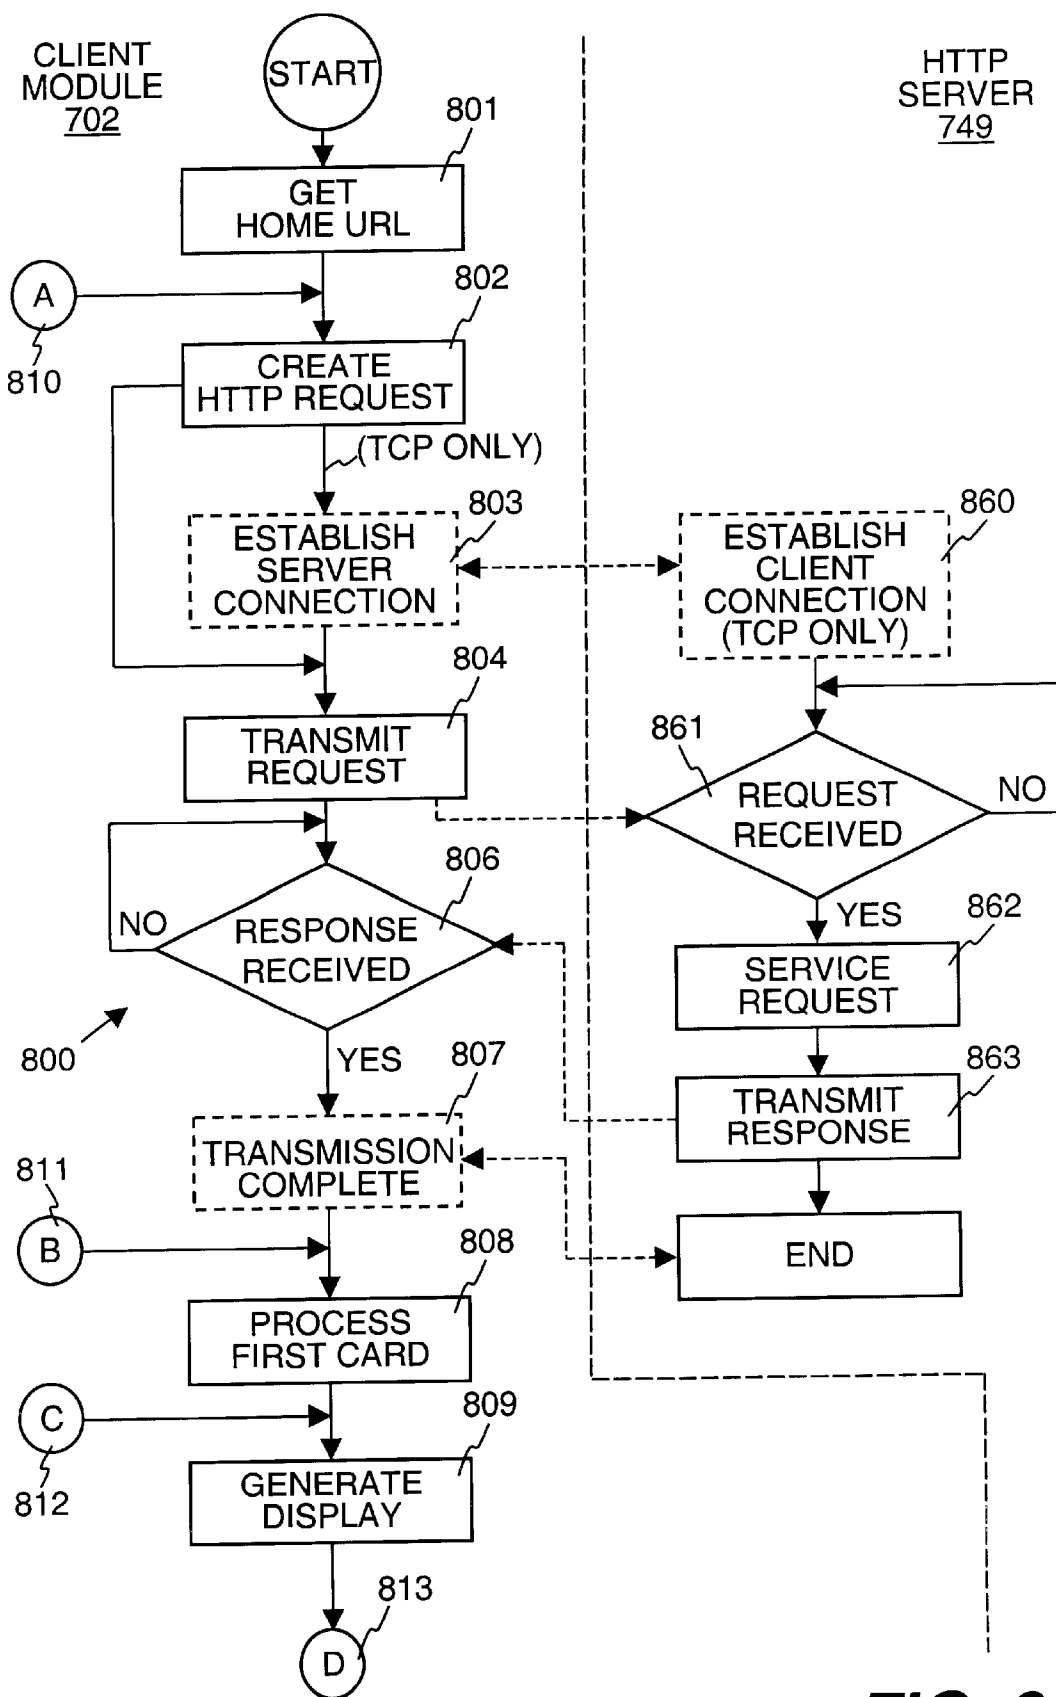 CLIENT
MODULE
702
START
HTTP
SERVER
749
801
GET
HOME URL
A
810
802
CREATE
HTTP REQUEST
(TCP ONLY)
803
ESTABLISH
SERVER
CONNECTION
860
ESTABLISH
CLIENT
CONNECTION
(TCP ONLY)
804
TRANSMIT
REQUEST
861
REQUEST
RECEIVED
NO
806
RESPONSE
RECEIVED
NO
YES
862
SERVICE
REQUEST
800
YES
807
TRANSMISSION
COMPLETE
863
TRANSMIT
RESPONSE
811
B
END
808
PROCESS
FIRST CARD
C
812
809
GENERATE
DISPLAY
813
D